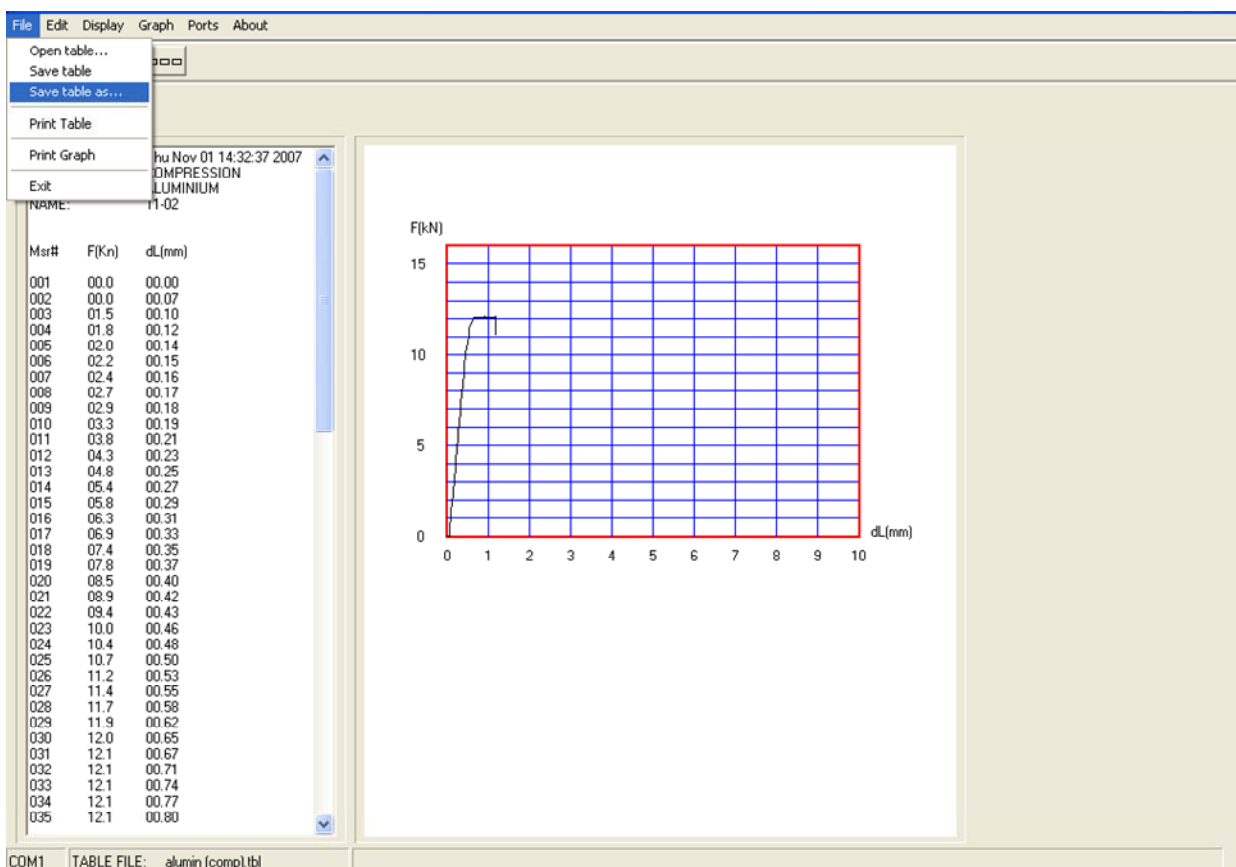 File Edit Display Graph Ports About
Open table...
Save table
Save table as...
Print Table
Print Graph
Exit
hu Nov 01 14:32:37 2007
OMPRESSION
LUMINIUM
NAME: T1-02
Msr# F(Kn) dL(mm)
001 00.0 00.00
002 00.0 00.07
003 01.5 00.10
004 01.8 00.12
005 02.0 00.14
006 02.2 00.15
007 02.4 00.16
008 02.7 00.17
009 02.9 00.18
010 03.3 00.19
011 03.8 00.21
012 04.3 00.23
013 04.8 00.25
014 05.4 00.27
015 05.8 00.29
016 06.3 00.31
017 06.9 00.33
018 07.4 00.35
019 07.8 00.37
020 08.5 00.40
021 08.9 00.42
022 09.4 00.43
023 10.0 00.46
024 10.4 00.48
025 10.7 00.50
026 11.2 00.53
027 11.4 00.55
028 11.7 00.58
029 11.9 00.62
030 12.0 00.65
031 12.1 00.67
032 12.1 00.71
033 12.1 00.74
034 12.1 00.77
035 12.1 00.80
F(kN)
15
10
5
0
dL(mm)
0 1 2 3 4 5 6 7 8 9 10
COM1 TABLE FILE: alumin (comp).tbl